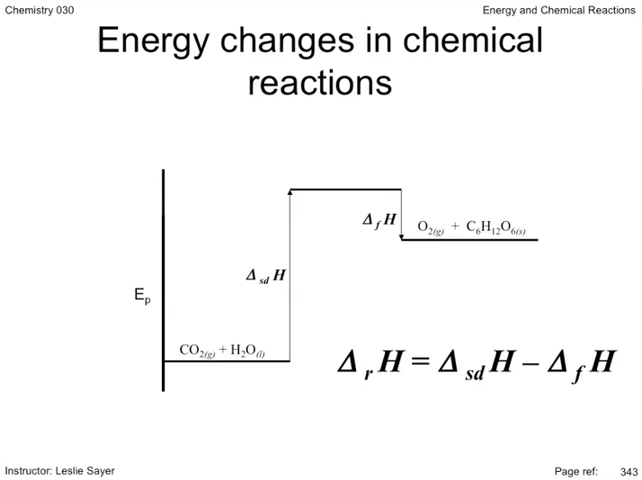 Chemistry 030
Energy and Chemical Reactions
Energy changes in chemical
reactions
Δ f H
O2(g) + C6H12O6(s)
Δ sd H
Ep
CO2(g) + H2O(l)
Δ r H = Δ sd H – Δ f H
Instructor: Leslie Sayer
Page ref: 343